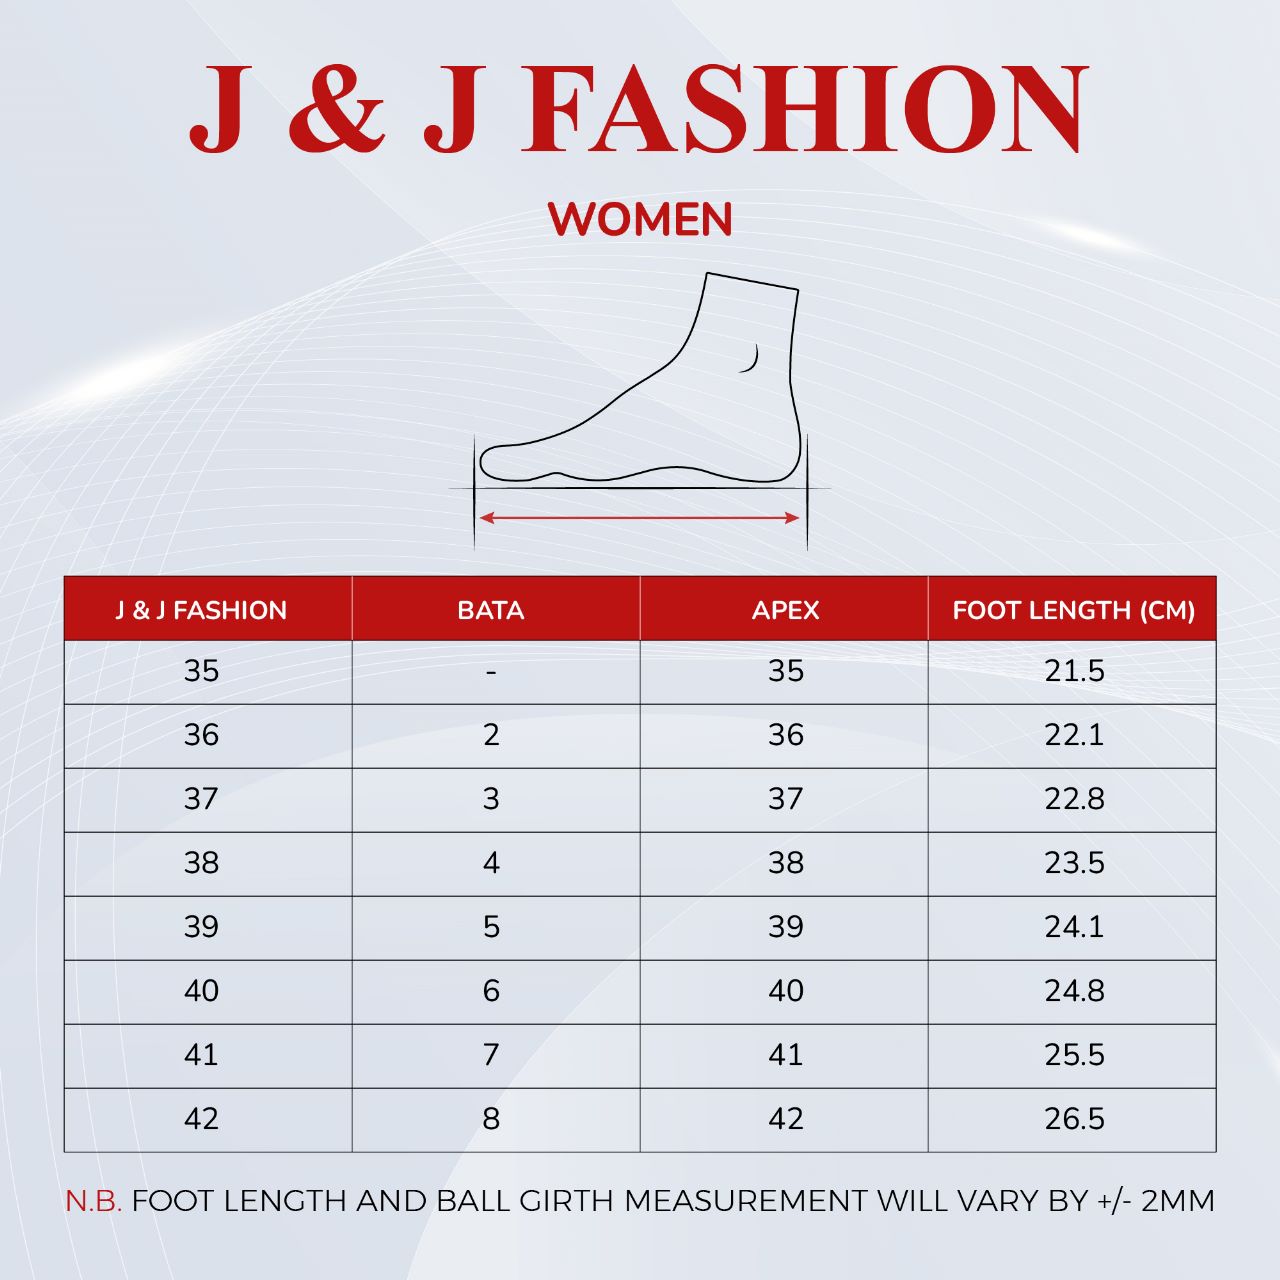 J & J FASHION
WOMEN
J & J FASHION BATA APEX FOOT LENGTH (CM)
35 - 35 21.5
36 2 36 22.1
37 3 37 22.8
38 4 38 23.5
39 5 39 24.1
40 6 40 24.8
41 7 41 25.5
42 8 42 26.5
N.B. FOOT LENGTH AND BALL GIRTH MEASUREMENT WILL VARY BY +/- 2MM